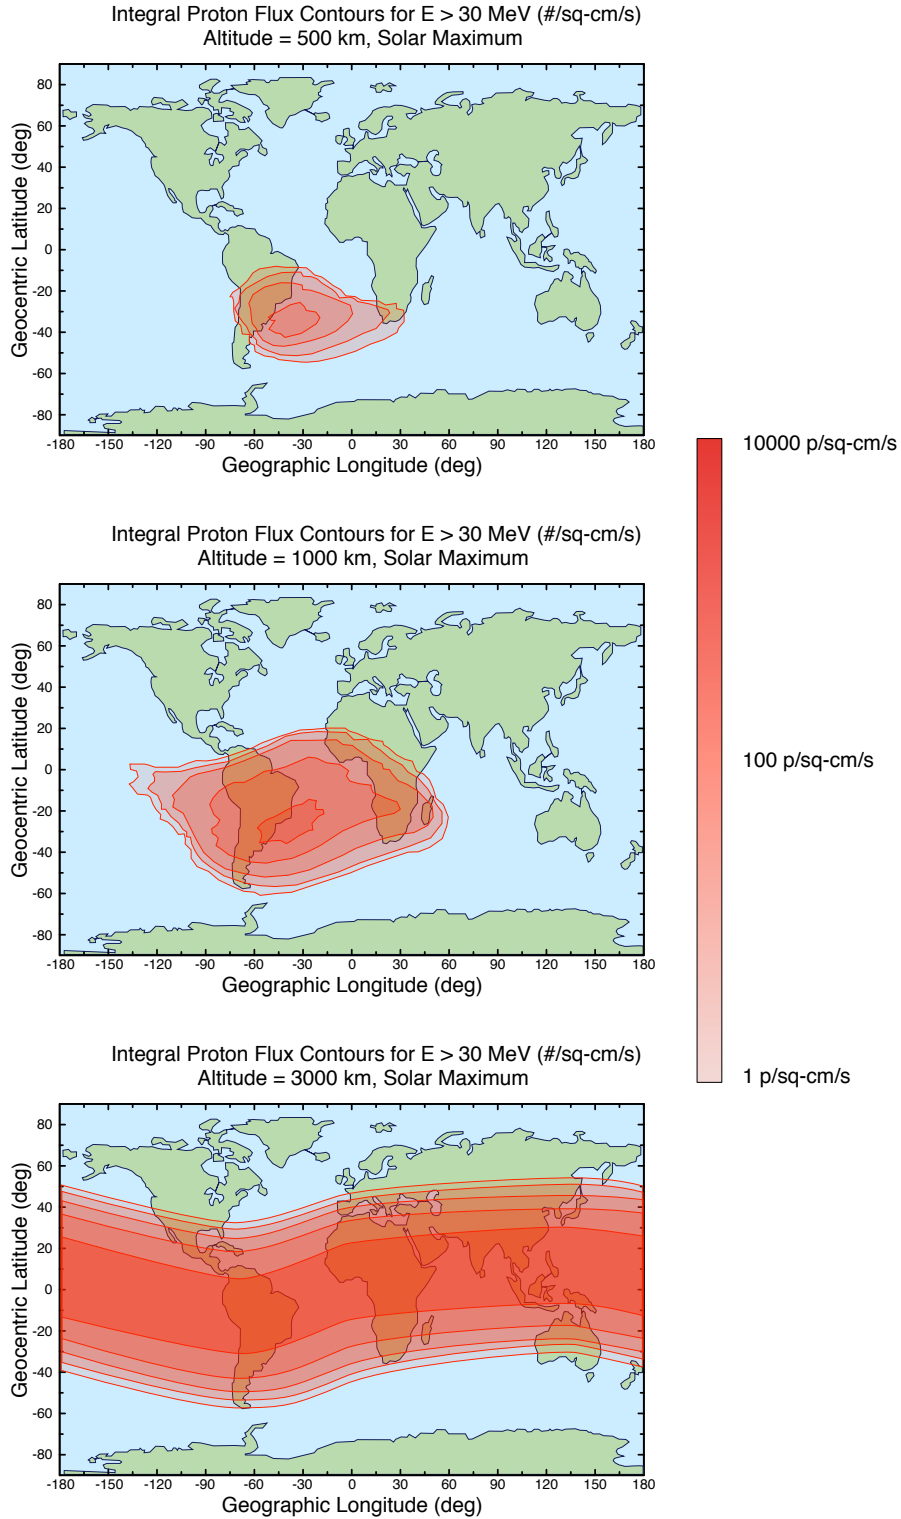 Integral Proton Flux Contours for E > 30 MeV (#/sq-cm/s)
Altitude = 500 km, Solar Maximum
Geocentric Latitude (deg)
80
60
40
20
0
-20
-40
-60
-80
-180 -150 -120 -90 -60 -30 0 30 60 90 120 150 180
Geographic Longitude (deg)
10000 p/sq-cm/s
100 p/sq-cm/s
1 p/sq-cm/s
Integral Proton Flux Contours for E > 30 MeV (#/sq-cm/s)
Altitude = 1000 km, Solar Maximum
Geocentric Latitude (deg)
80
60
40
20
0
-20
-40
-60
-80
-180 -150 -120 -90 -60 -30 0 30 60 90 120 150 180
Geographic Longitude (deg)
Integral Proton Flux Contours for E > 30 MeV (#/sq-cm/s)
Altitude = 3000 km, Solar Maximum
Geocentric Latitude (deg)
80
60
40
20
0
-20
-40
-60
-80
-180 -150 -120 -90 -60 -30 0 30 60 90 120 150 180
Geographic Longitude (deg)